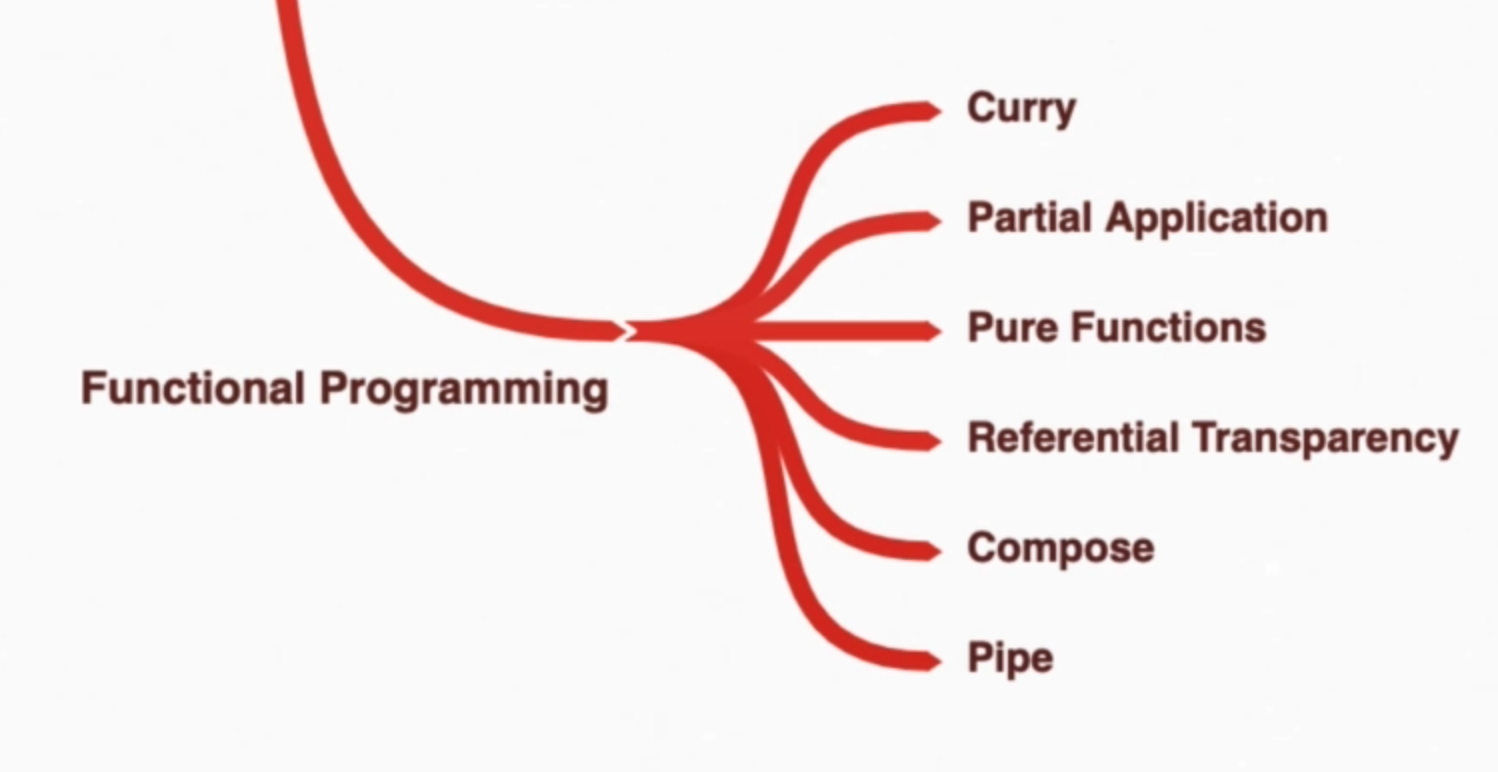 Curry
Partial Application
Pure Functions
Functional Programming
Referential Transparency
Compose
Pipe